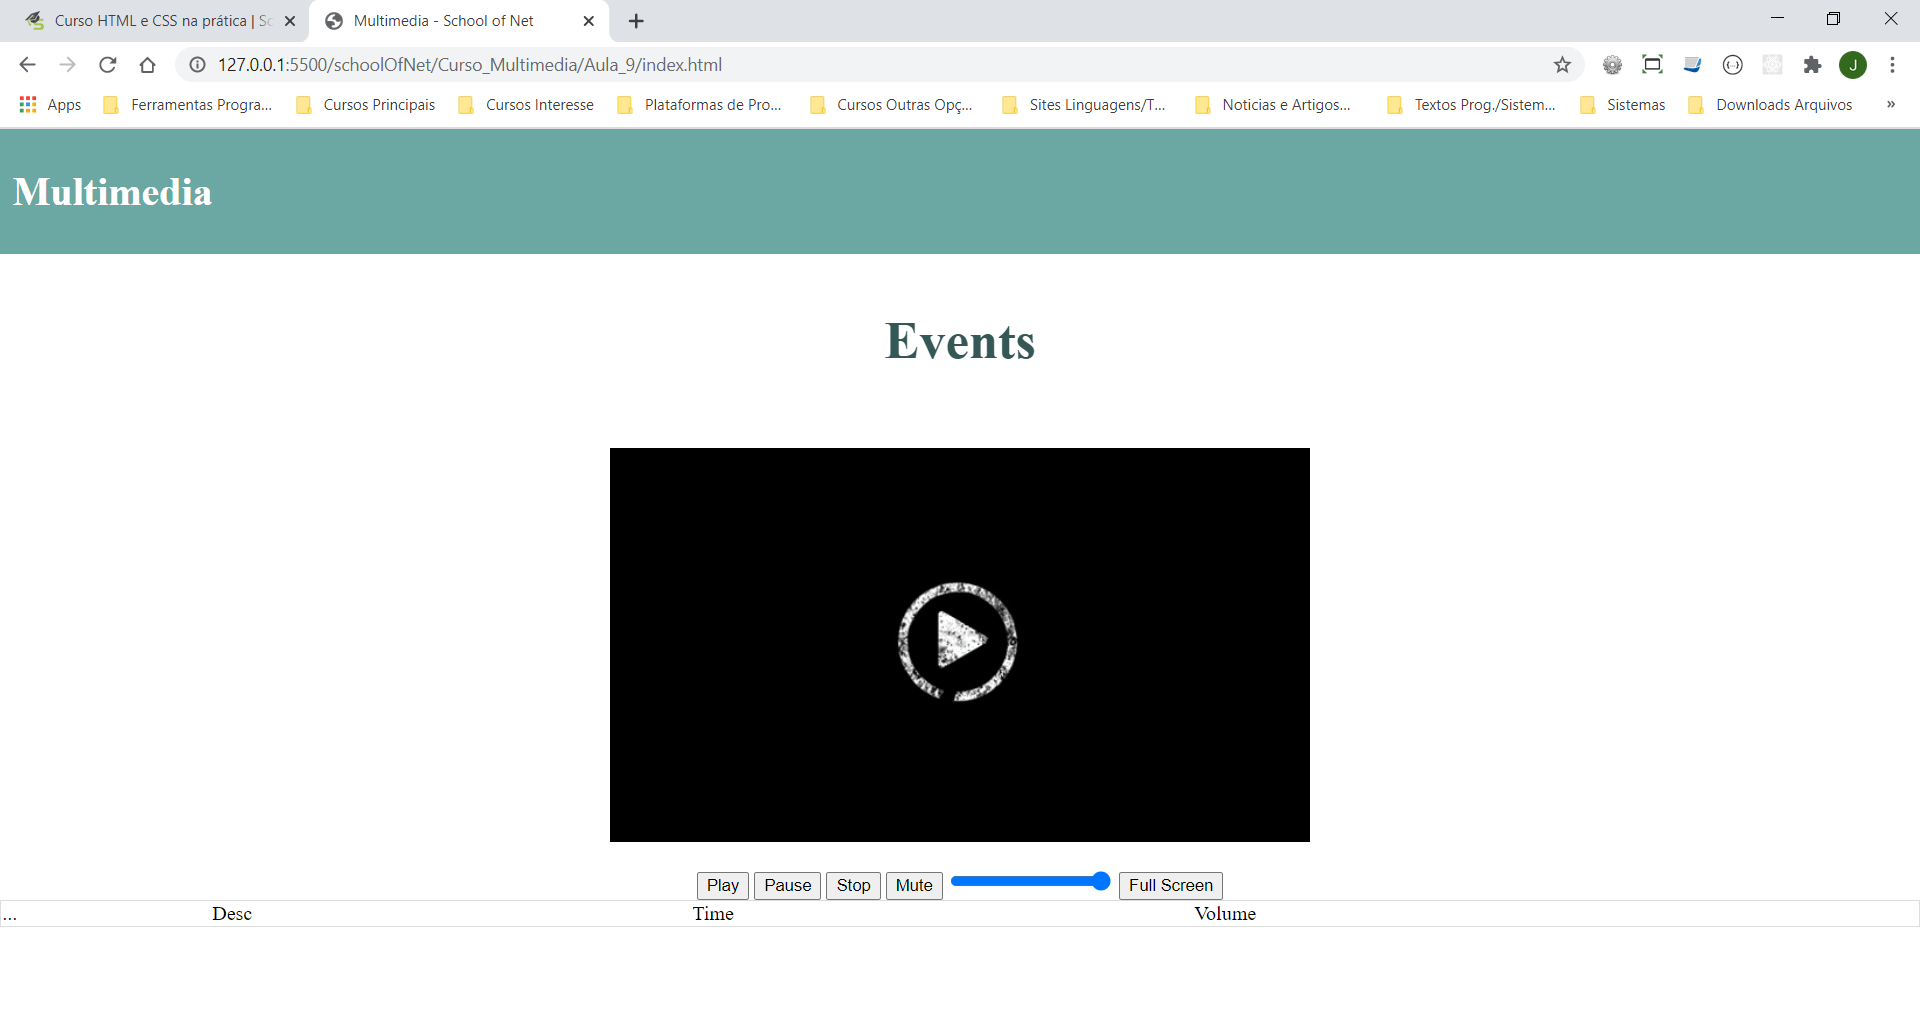 Curso HTML e CSS na prática | Sc
Multimedia - School of Net
127.0.0.1:5500/schoolOfNet/Curso_Multimedia/Aula_9/index.html
J
Apps Ferramentas Progra... Cursos Principais Cursos Interesse Plataformas de Pro... Cursos Outras Opç... Sites Linguagens/T... Noticias e Artigos... Textos Prog./Sistem... Sistemas Downloads Arquivos »
Multimedia
Events
Play Pause Stop Mute Full Screen
... Desc Time Volume